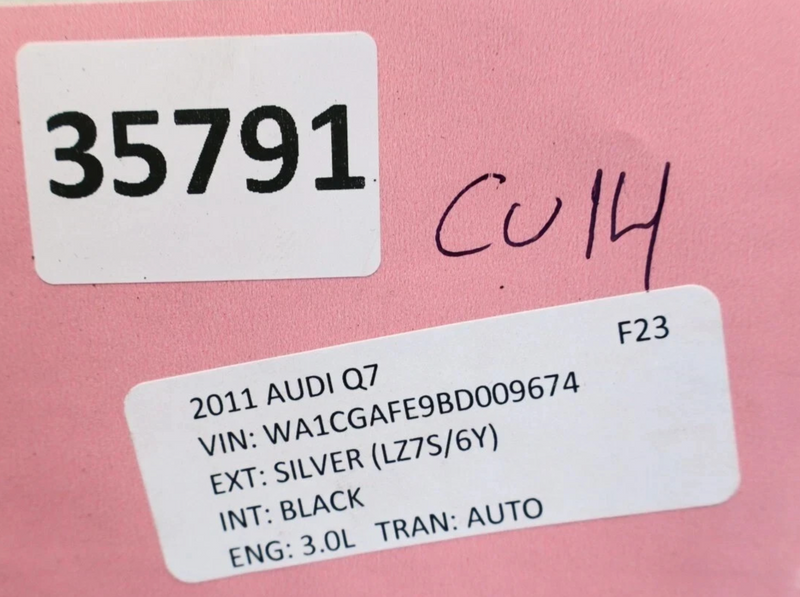 35791
CU14
F23
2011 AUDI Q7
VIN: WA1CGAFE9BD009674
EXT: SILVER (LZ7S/6Y)
INT: BLACK
ENG: 3.0L TRAN: AUTO